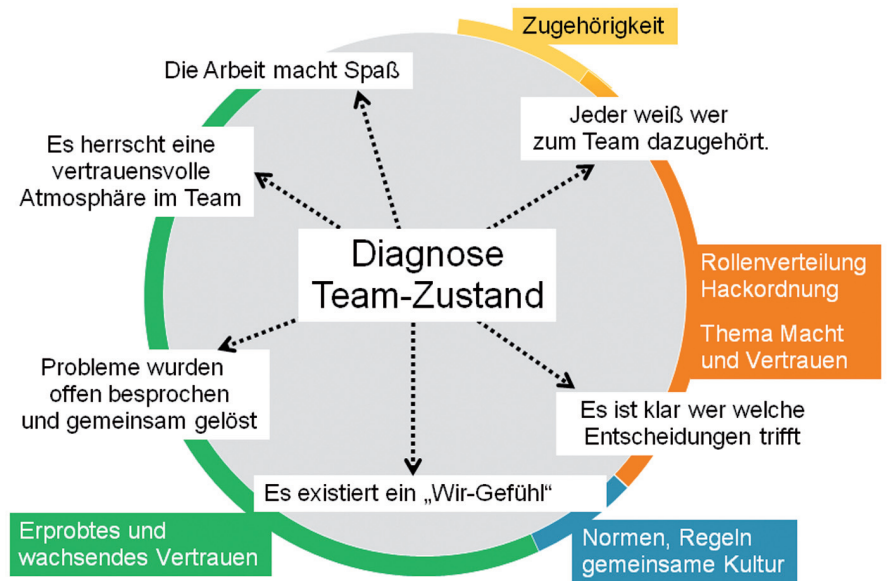 Zugehörigkeit
Die Arbeit macht Spaß
Jeder weiß wer
zum Team dazugehört.
Es herrscht eine
vertrauensvolle
Atmosphäre im Team
Diagnose
Team-Zustand
Rollenverteilung
Hackordnung
Thema Macht
und Vertrauen
Probleme wurden
offen besprochen
und gemeinsam gelöst
Es ist klar wer welche
Entscheidungen trifft
Es existiert ein „Wir-Gefühl“
Erprobtes und
wachsendes Vertrauen
Normen, Regeln
gemeinsame Kultur